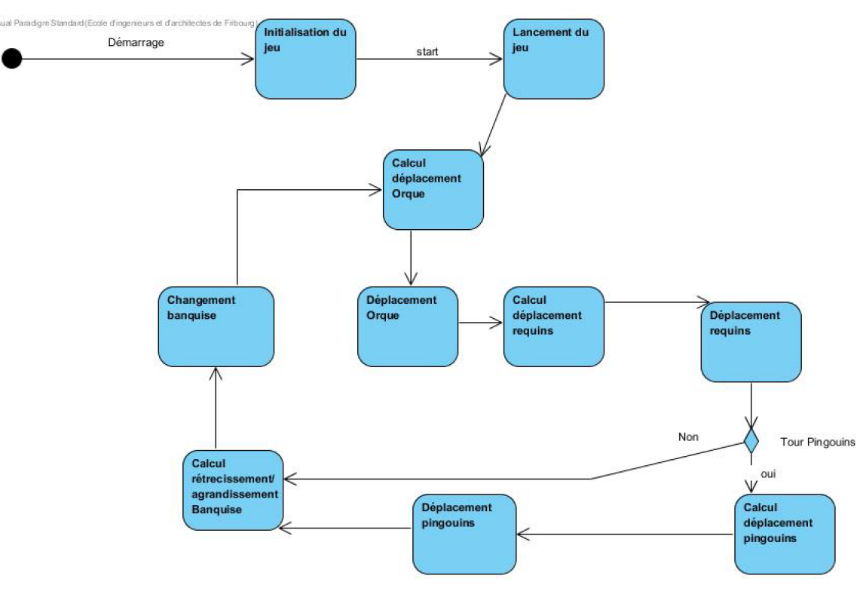 ual Paradigm Standard(Ecole d'ingenieurs et d'architectes de Fribourg)
Démarrage
Initialisation du
jeu
start
Lancement du
jeu
Calcul
déplacement
Orque
Changement
banquise
Déplacement
Orque
Calcul
déplacement
requins
Déplacement
requins
Non
Tour Pingouins
oui
Calcul
rétrecissement/
agrandissement
Banquise
Déplacement
pingouins
Calcul
déplacement
pingouins